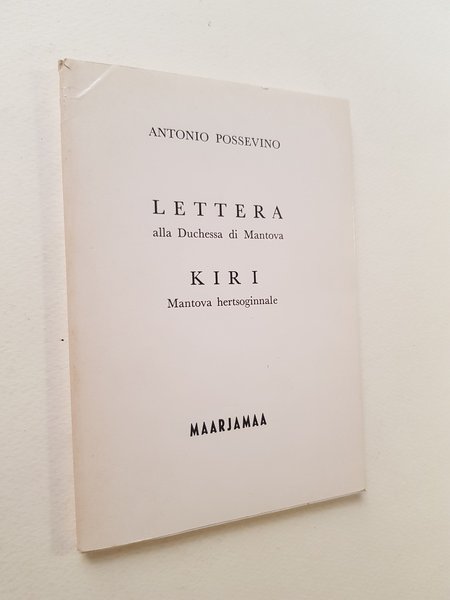 ANTONIO POSSEVINO
LETTERA
alla Duchessa di Mantova
KIRI
Mantova hertsoginnale
MAARJAMAA